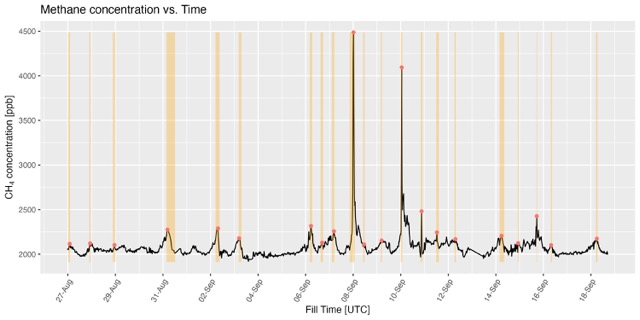 Methane concentration vs. Time
CH₄ concentration [ppb]
4500
4000
3500
3000
2500
2000
27-Aug
29-Aug
31-Aug
02-Sep
04-Sep
06-Sep
08-Sep
10-Sep
12-Sep
14-Sep
16-Sep
18-Sep
Fill Time [UTC]